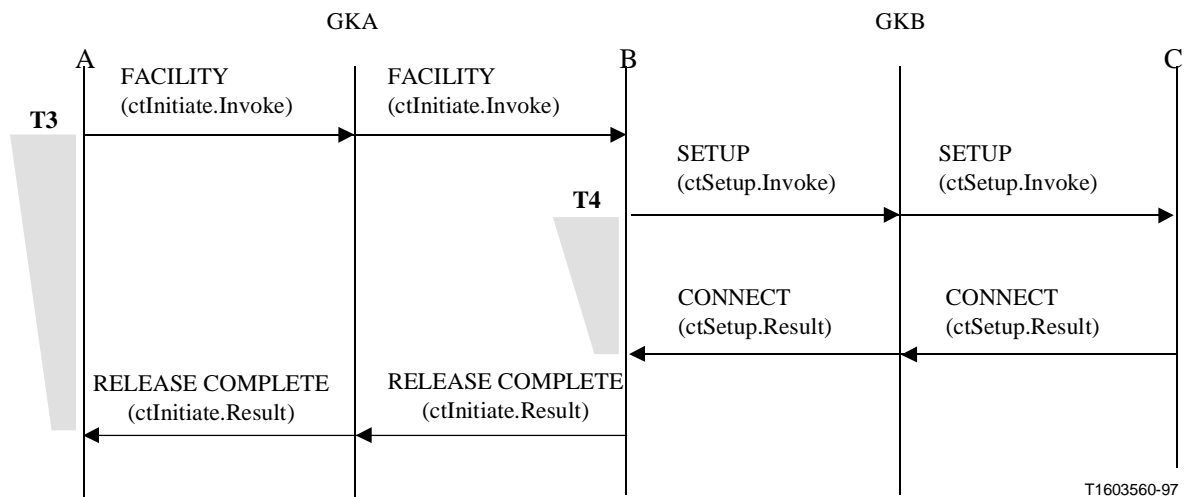 GKA
GKB
A
B
C
FACILITY
(ctInitiate.Invoke)
FACILITY
(ctInitiate.Invoke)
T3
SETUP
(ctSetup.Invoke)
SETUP
(ctSetup.Invoke)
T4
CONNECT
(ctSetup.Result)
CONNECT
(ctSetup.Result)
RELEASE COMPLETE
(ctInitiate.Result)
RELEASE COMPLETE
(ctInitiate.Result)
T1603560-97